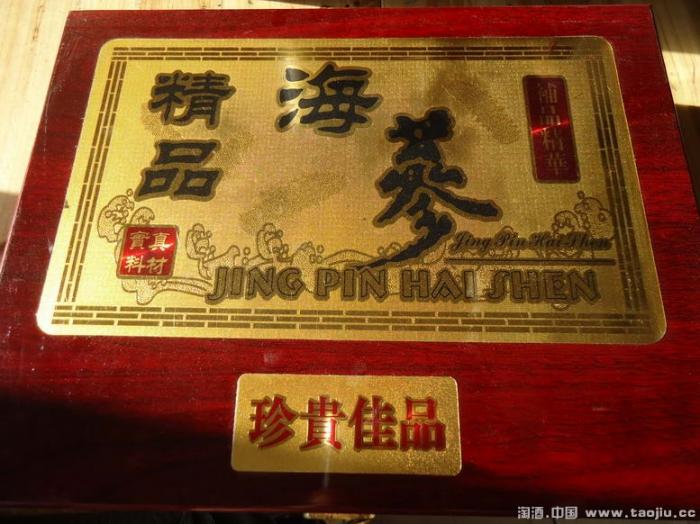 精品
海蔘
補品精華
Jing Pin Hai Shen
真材
實料
JING PIN HAI SHEN
珍貴佳品
淘酒.中国 www.taojiu.cc